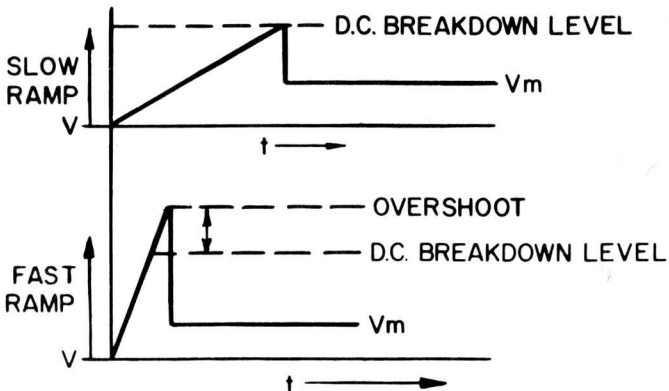 D.C. BREAKDOWN LEVEL
SLOW
RAMP
Vm
V
t
OVERSHOOT
D.C. BREAKDOWN LEVEL
FAST
RAMP
Vm
V
t